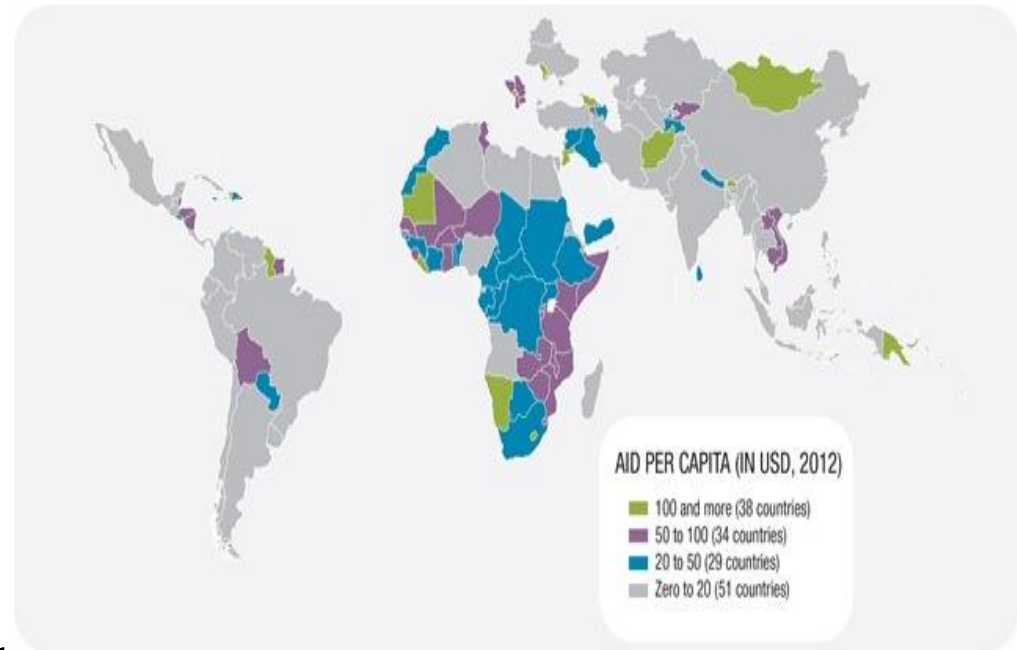 AID PER CAPITA (IN USD, 2012)
100 and more (38 countries)
50 to 100 (34 countries)
20 to 50 (29 countries)
Zero to 20 (51 countries)